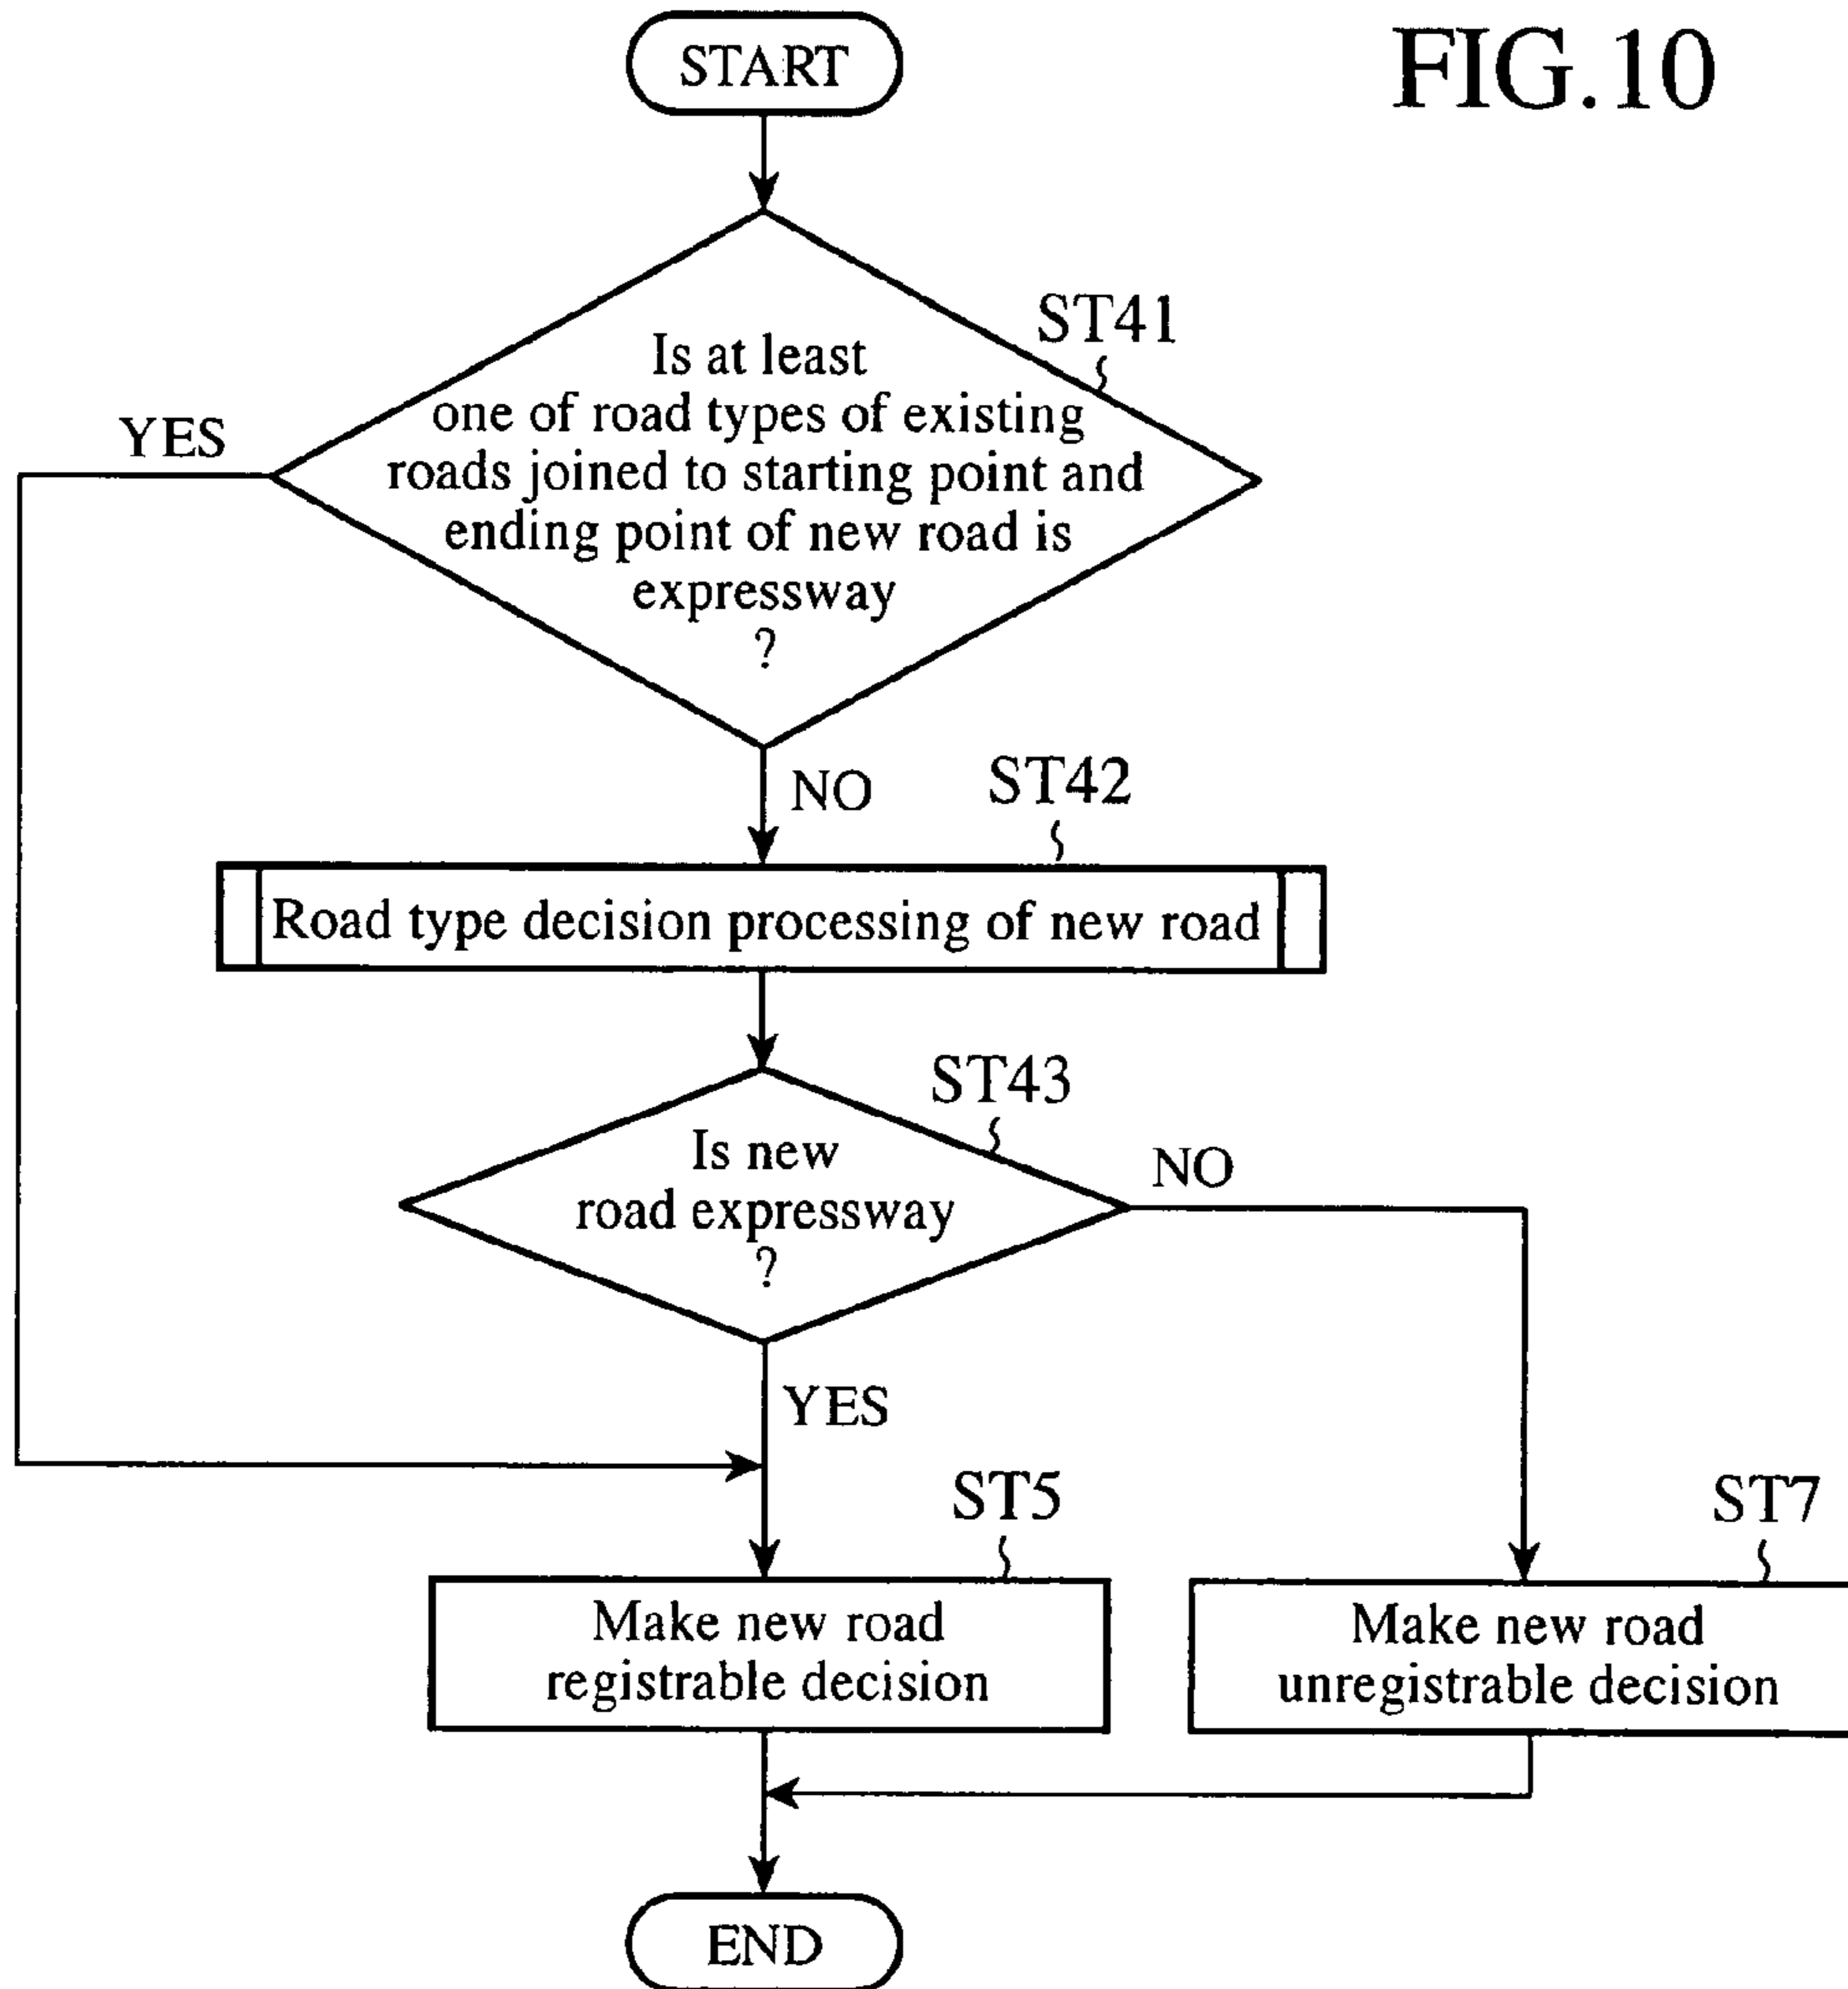 FIG.10
START
ST41
Is at least
one of road types of existing
roads joined to starting point and
ending point of new road is
expressway
?
YES
NO
ST42
Road type decision processing of new road
ST43
Is new
road expressway
?
NO
YES
ST5
Make new road
registrable decision
ST7
Make new road
unregistrable decision
END